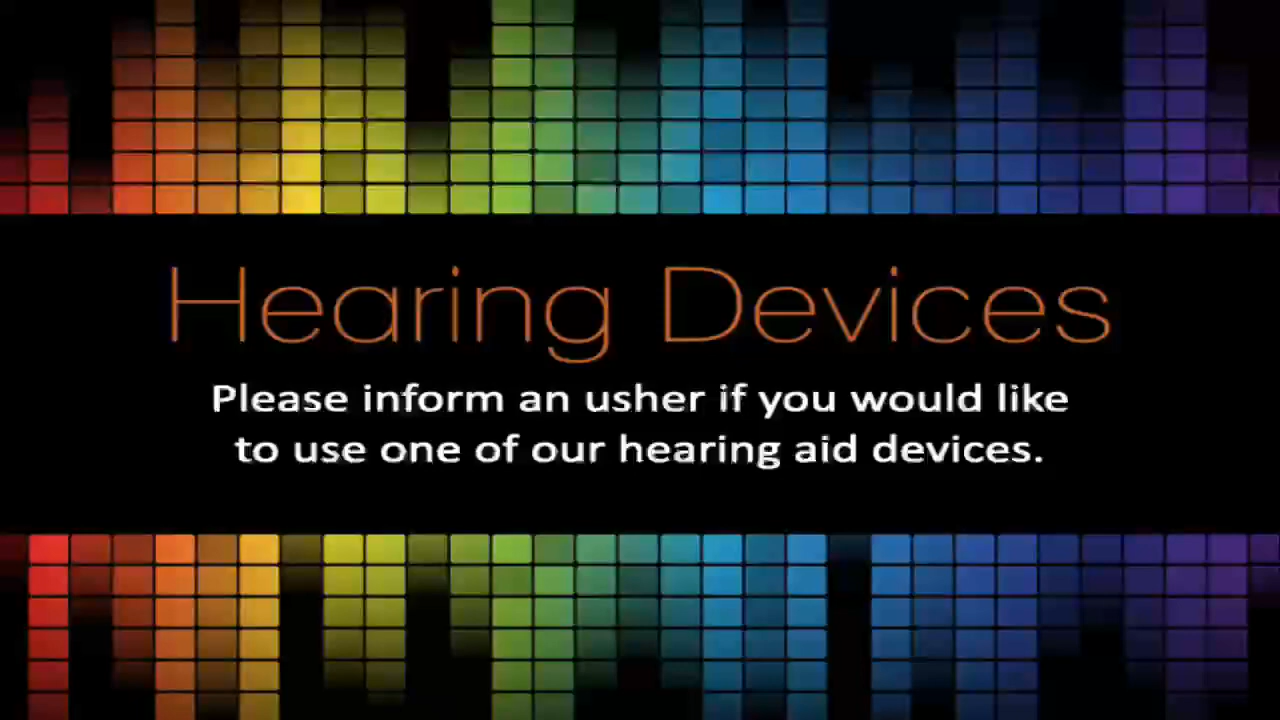 Hearing Devices
Please inform an usher if you would like
to use one of our hearing aid devices.